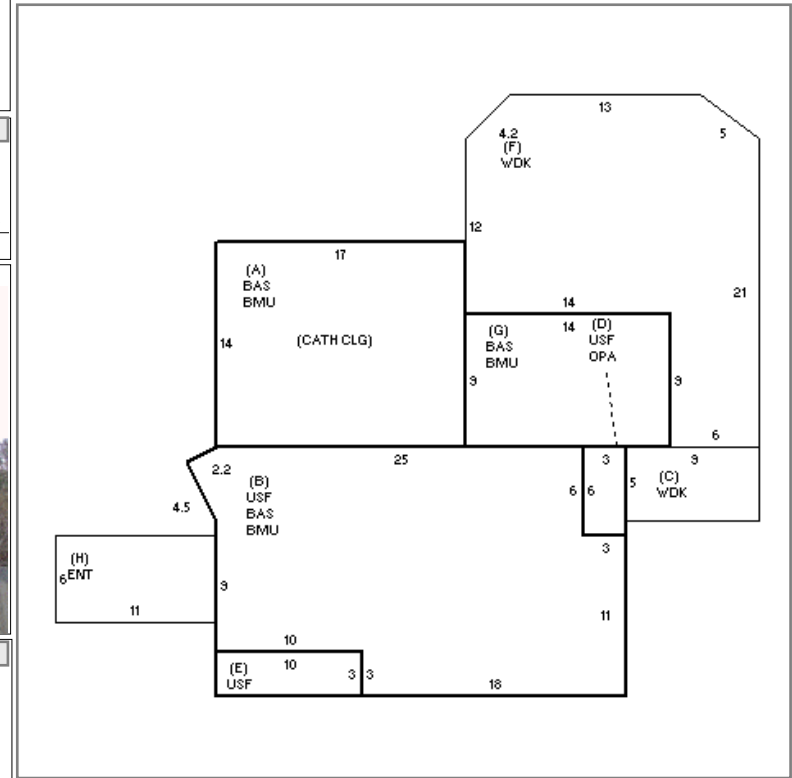 13
4.2
5
(F)
WDK
12
17
(A)
BAS
BMU
21
14
(G)
BAS
BMU
14
(D)
USF
OPA
14
(CATH CLG)
9
9
6
25
3
9
2.2
(B)
USF
BAS
BMU
6
6
5
(C)
WDK
4.5
3
(H)
ENT
6
9
11
11
10
(E)
USF
10
3
3
18